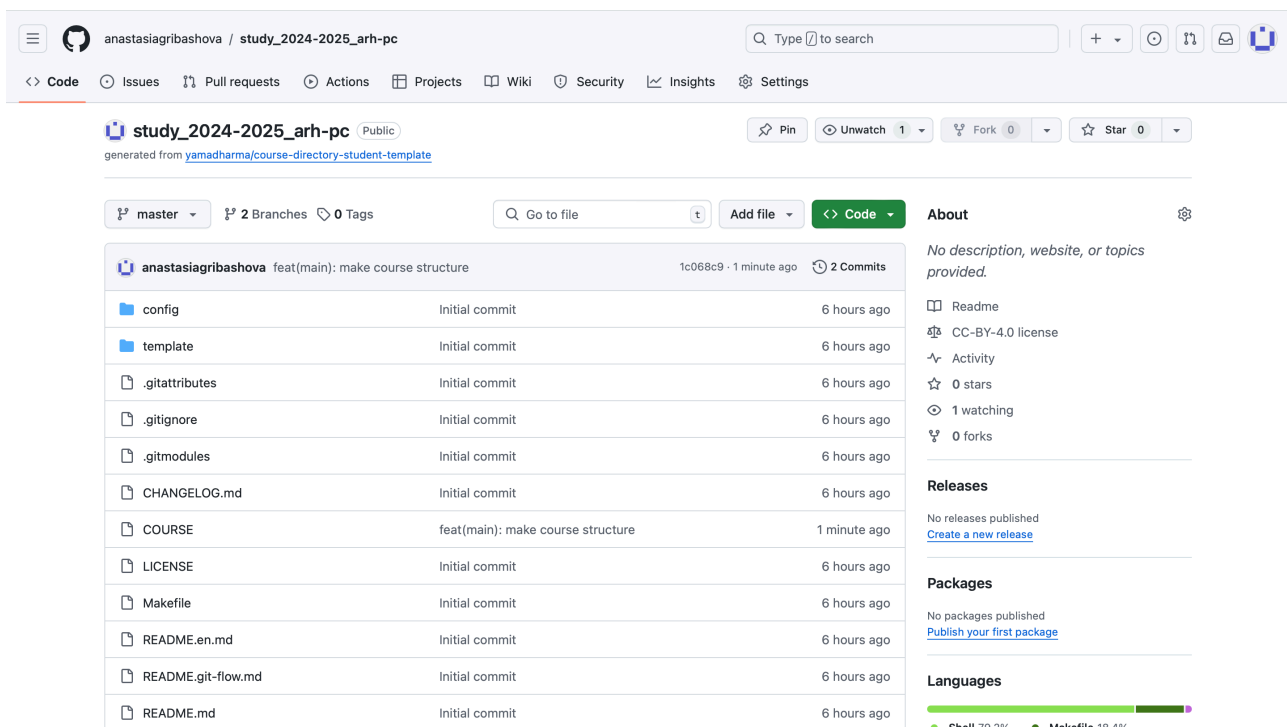 anastasiagribashova / study_2024-2025_arh-pc
Type / to search
Code Issues Pull requests Actions Projects Wiki Security Insights Settings
study_2024-2025_arh-pc Public
Pin Unwatch 1 Fork 0 Star 0
generated from yamadharma/course-directory-student-template
master 2 Branches 0 Tags Go to file t Add file Code
anastasiagribashova feat(main): make course structure 1c068c9 · 1 minute ago 2 Commits
config Initial commit 6 hours ago
template Initial commit 6 hours ago
.gitattributes Initial commit 6 hours ago
.gitignore Initial commit 6 hours ago
.gitmodules Initial commit 6 hours ago
CHANGELOG.md Initial commit 6 hours ago
COURSE feat(main): make course structure 1 minute ago
LICENSE Initial commit 6 hours ago
Makefile Initial commit 6 hours ago
README.en.md Initial commit 6 hours ago
README.git-flow.md Initial commit 6 hours ago
README.md Initial commit 6 hours ago
About
No description, website, or topics
provided.
Readme
CC-BY-4.0 license
Activity
0 stars
1 watching
0 forks
Releases
No releases published
Create a new release
Packages
No packages published
Publish your first package
Languages
Shell Makefile